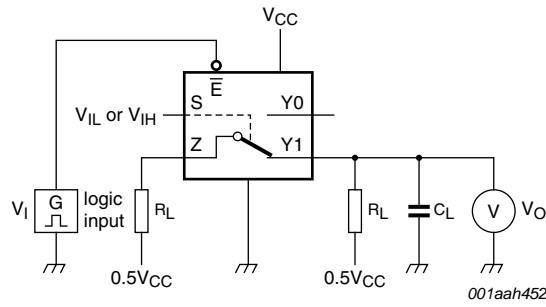 VCC
E̅
S
Y0
VIL or VIH
Z
Y1
VI
G
logic
input
RL
RL
CL
V
VO
0.5VCC
0.5VCC
001aah452